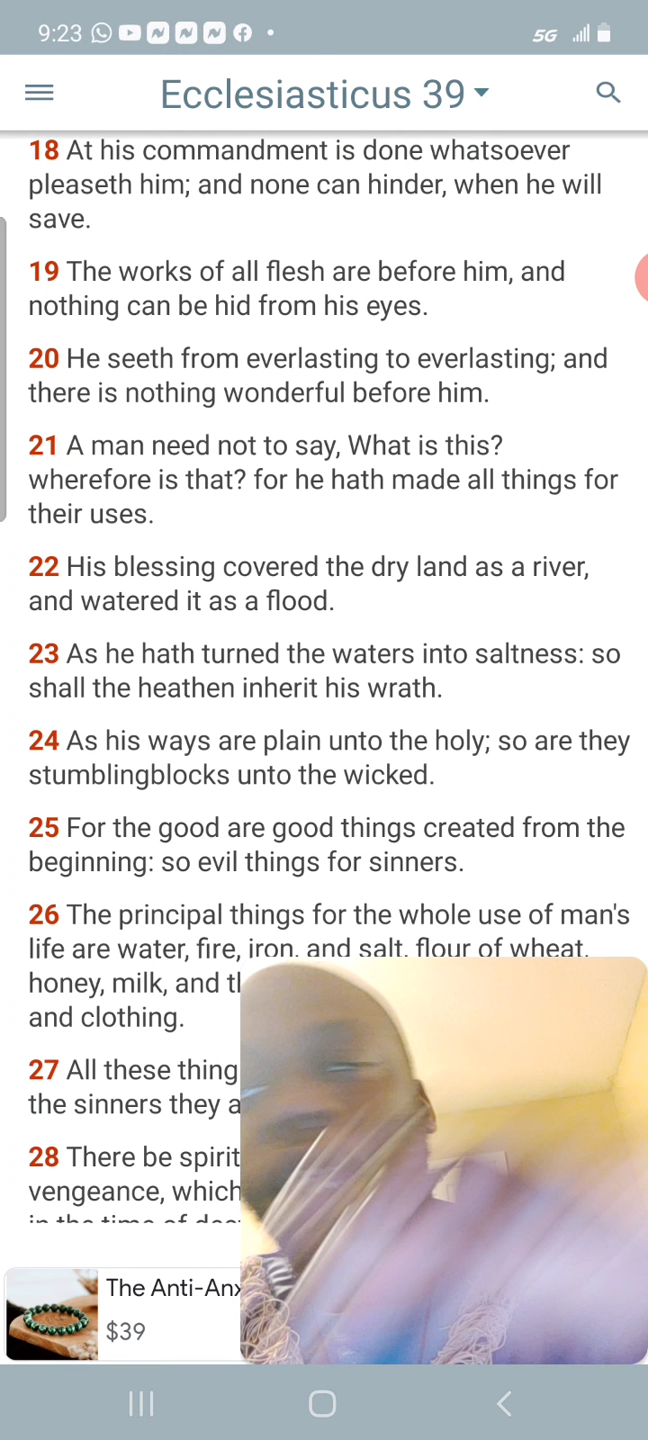 9:23
5G
Ecclesiasticus 39
18 At his commandment is done whatsoever
pleaseth him; and none can hinder, when he will
save.
19 The works of all flesh are before him, and
nothing can be hid from his eyes.
20 He seeth from everlasting to everlasting; and
there is nothing wonderful before him.
21 A man need not to say, What is this?
wherefore is that? for he hath made all things for
their uses.
22 His blessing covered the dry land as a river,
and watered it as a flood.
23 As he hath turned the waters into saltness: so
shall the heathen inherit his wrath.
24 As his ways are plain unto the holy; so are they
stumblingblocks unto the wicked.
25 For the good are good things created from the
beginning: so evil things for sinners.
26 The principal things for the whole use of man's
life are water, fire, iron, and salt, flour of wheat,
honey, milk, and
and clothing.
27 All these thing
the sinners they
28 There be spirit
vengeance, which
in the time of
The Anti-Anx
$39